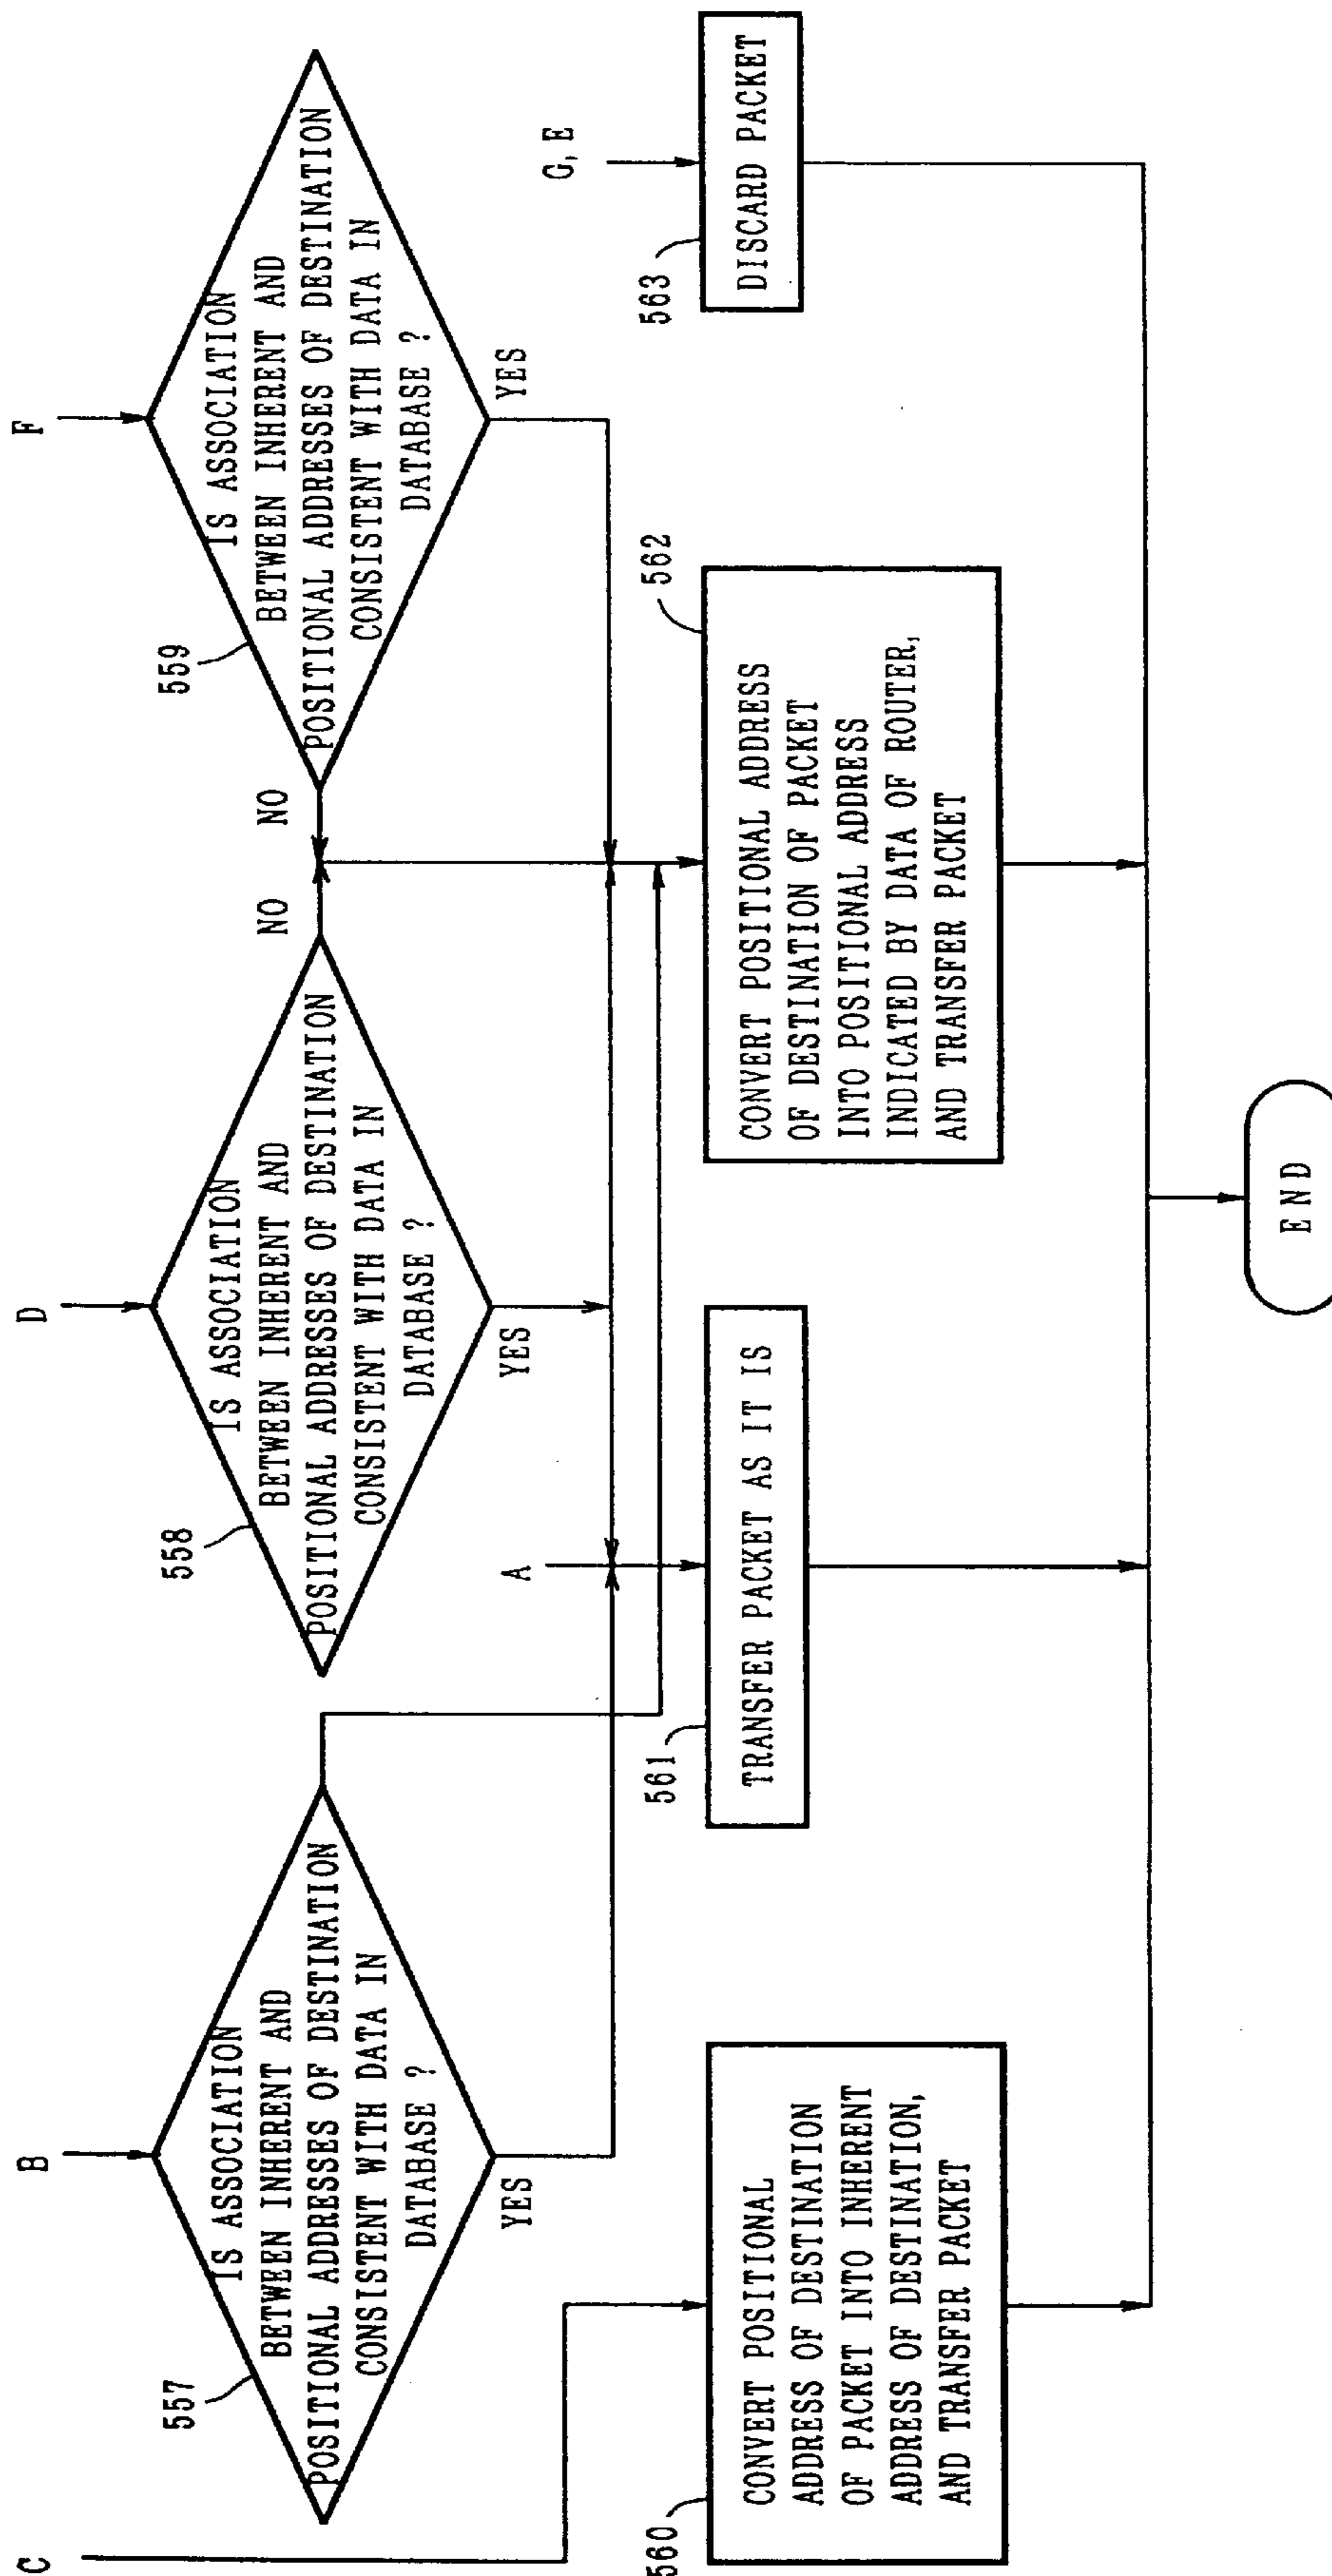 C
B
D
F
557
IS ASSOCIATION
BETWEEN INHERENT AND
POSITIONAL ADDRESSES OF DESTINATION
CONSISTENT WITH DATA IN
DATABASE ?
YES
558
IS ASSOCIATION
BETWEEN INHERENT AND
POSITIONAL ADDRESSES OF DESTINATION
CONSISTENT WITH DATA IN
DATABASE ?
YES
NO
NO
559
IS ASSOCIATION
BETWEEN INHERENT AND
POSITIONAL ADDRESSES OF DESTINATION
CONSISTENT WITH DATA IN
DATABASE ?
YES
A
G, E
560
CONVERT POSITIONAL
ADDRESS OF DESTINATION
OF PACKET INTO INHERENT
ADDRESS OF DESTINATION,
AND TRANSFER PACKET
561
TRANSFER PACKET AS IT IS
562
CONVERT POSITIONAL ADDRESS
OF DESTINATION OF PACKET
INTO POSITIONAL ADDRESS
INDICATED BY DATA OF ROUTER,
AND TRANSFER PACKET
563
DISCARD PACKET
END